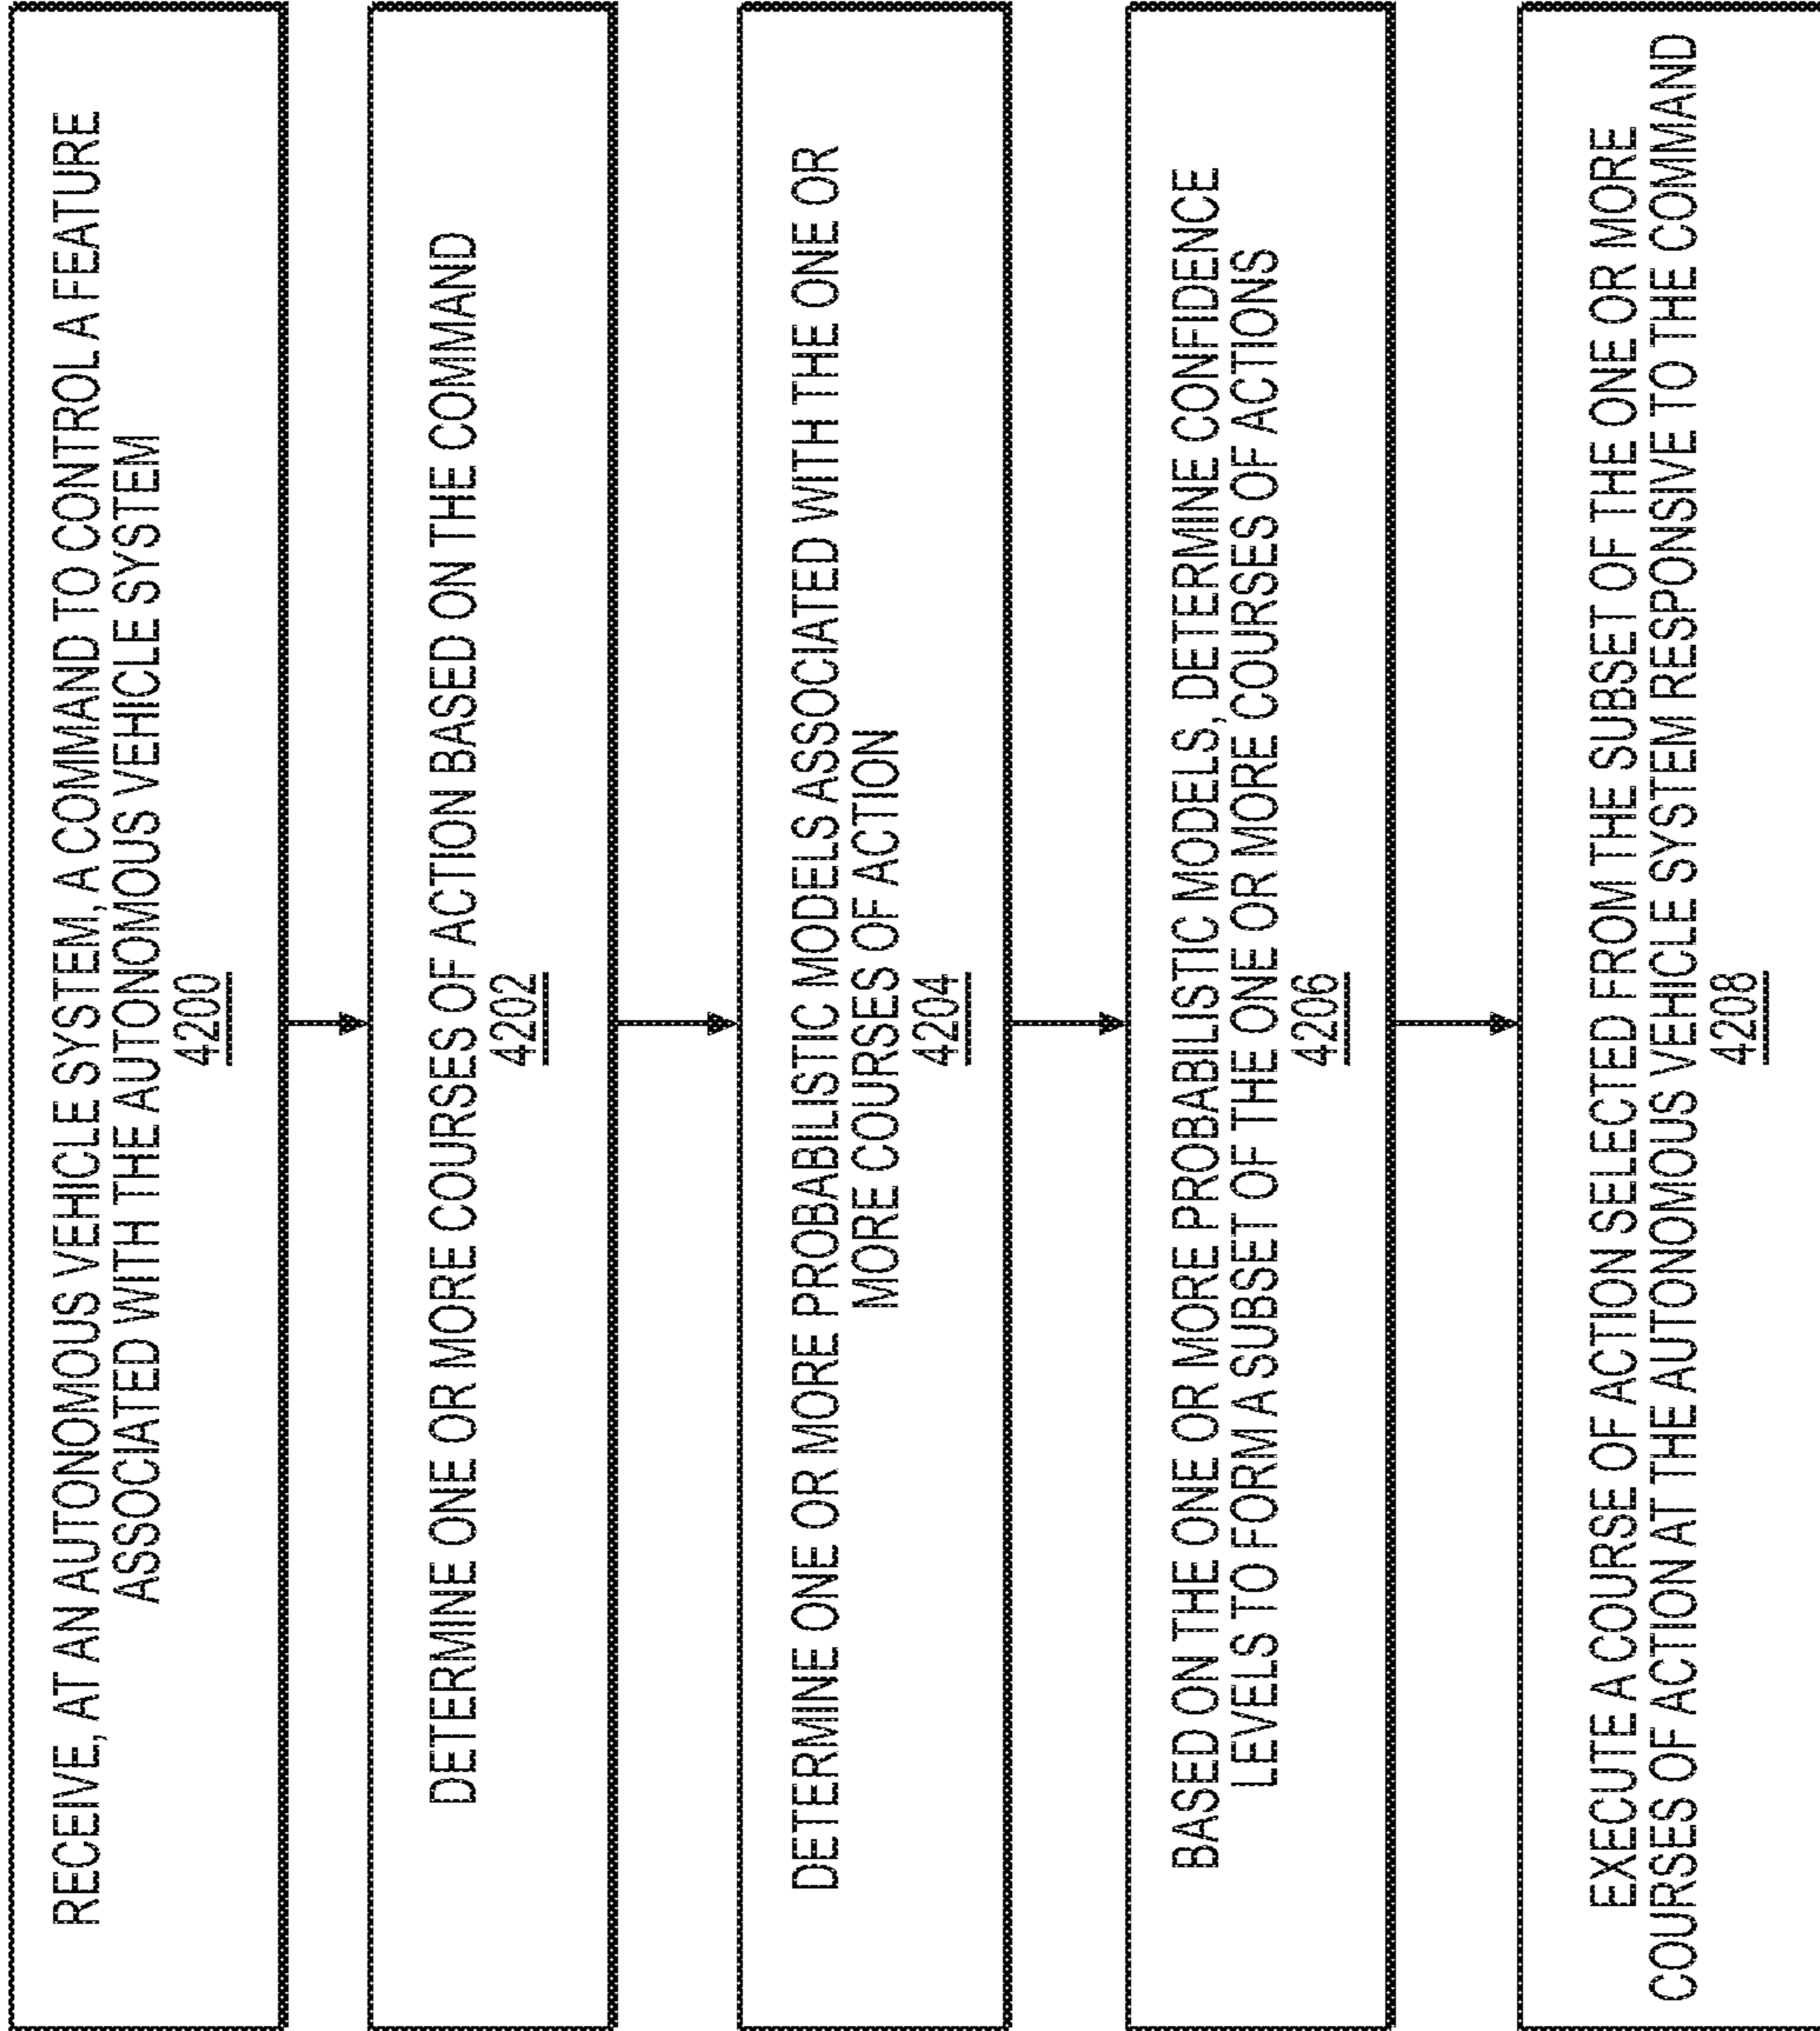 RECEIVE, AT AN AUTONOMOUS VEHICLE SYSTEM, A COMMAND TO CONTROL A FEATURE
ASSOCIATED WITH THE AUTONOMOUS VEHICLE SYSTEM
4200
DETERMINE ONE OR MORE COURSES OF ACTION BASED ON THE COMMAND
4202
DETERMINE ONE OR MORE PROBABILISTIC MODELS ASSOCIATED WITH THE ONE OR
MORE COURSES OF ACTION
4204
BASED ON THE ONE OR MORE PROBABILISTIC MODELS, DETERMINE CONFIDENCE
LEVELS TO FORM A SUBSET OF THE ONE OR MORE COURSES OF ACTIONS
4206
EXECUTE A COURSE OF ACTION SELECTED FROM THE SUBSET OF THE ONE OR MORE
COURSES OF ACTION AT THE AUTONOMOUS VEHICLE SYSTEM RESPONSIVE TO THE COMMAND
4208